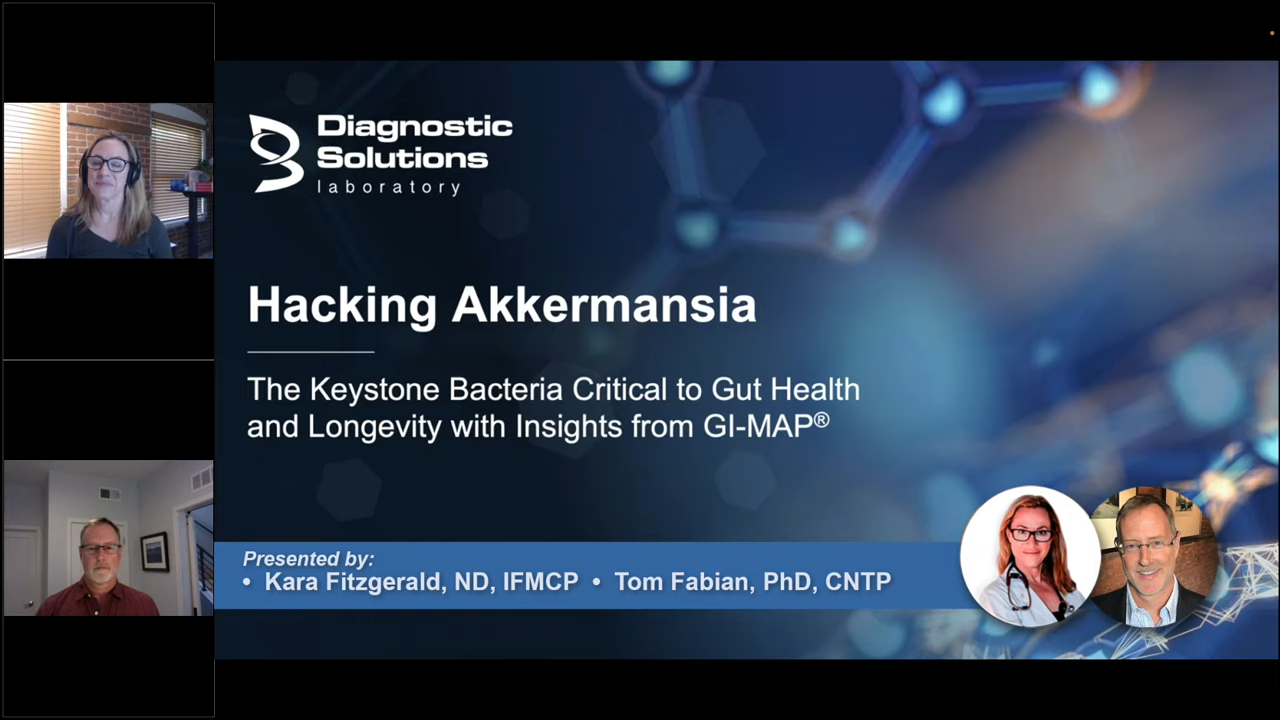 Diagnostic
Solutions
laboratory
Hacking Akkermansia
The Keystone Bacteria Critical to Gut Health
and Longevity with Insights from GI-MAP®
Presented by:
• Kara Fitzgerald, ND, IFMCP • Tom Fabian, PhD, CNTP